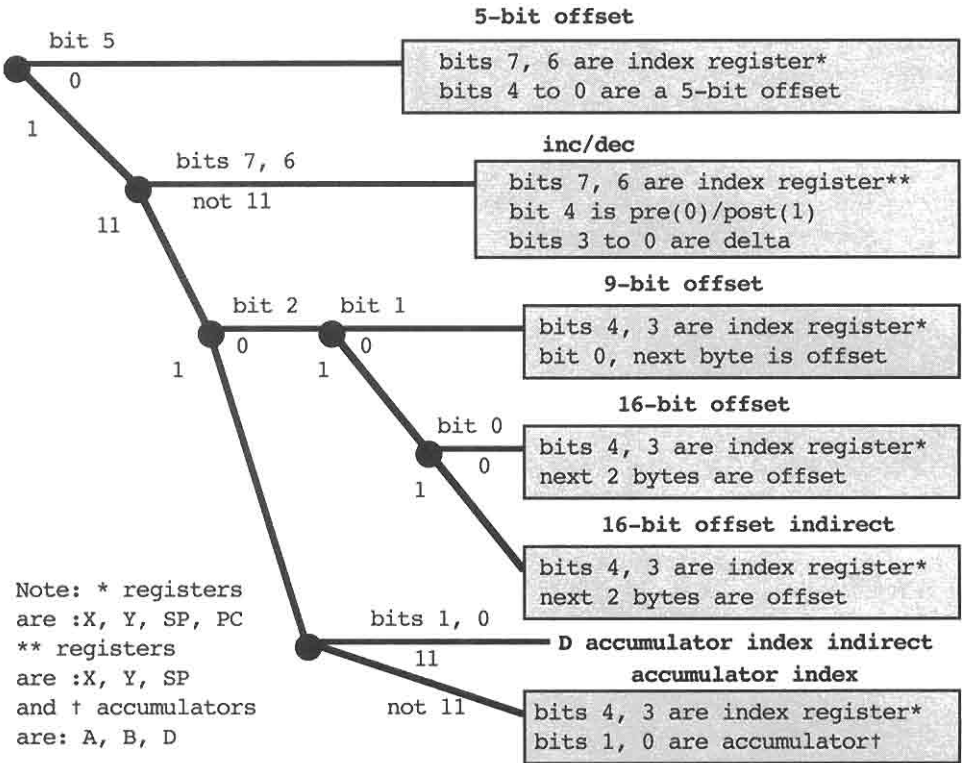 5-bit offset
bit 5
0
bits 7, 6 are index register*
bits 4 to 0 are a 5-bit offset
1
inc/dec
bits 7, 6
not 11
bits 7, 6 are index register**
bit 4 is pre(0)/post(1)
bits 3 to 0 are delta
11
9-bit offset
bit 2
0
bit 1
0
bits 4, 3 are index register*
bit 0, next byte is offset
1
1
16-bit offset
bit 0
0
bits 4, 3 are index register*
next 2 bytes are offset
1
16-bit offset indirect
bits 4, 3 are index register*
next 2 bytes are offset
bits 1, 0
11
D accumulator index indirect
accumulator index
not 11
bits 4, 3 are index register*
bits 1, 0 are accumulator†
Note: * registers
are :X, Y, SP, PC
** registers
are :X, Y, SP
and † accumulators
are: A, B, D